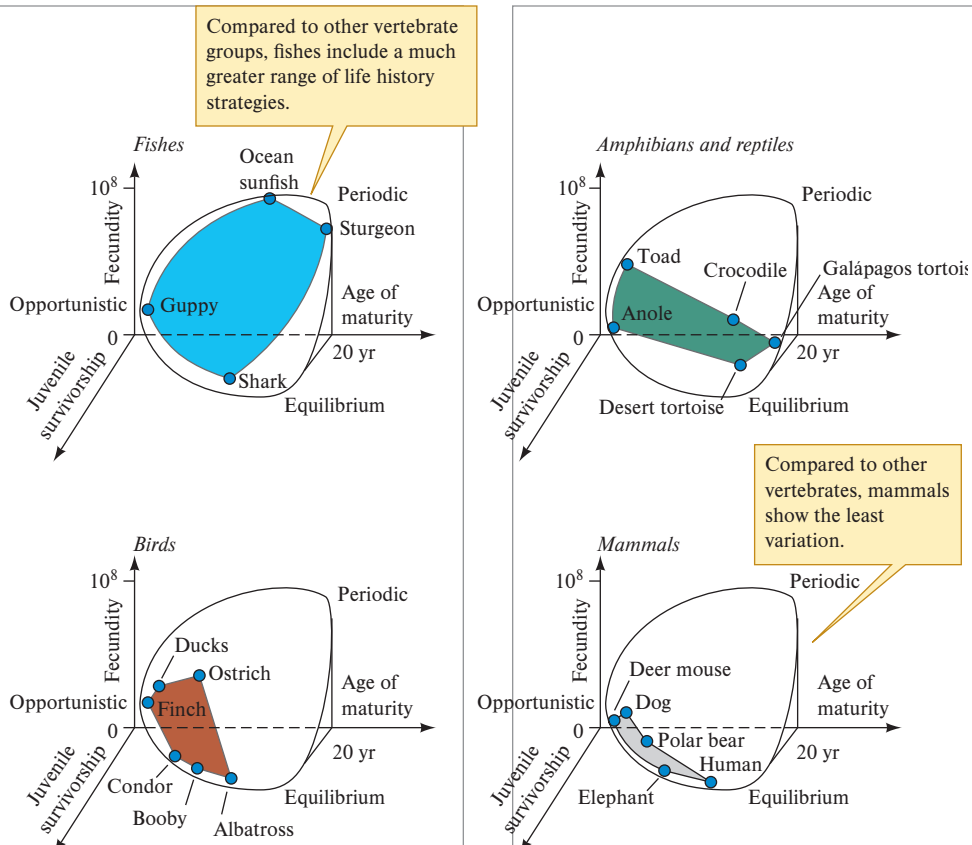 Compared to other vertebrate
groups, fishes include a much
greater range of life history
strategies.
Fishes
Ocean
sunfish
10⁸
Periodic
Fecundity
Sturgeon
Opportunistic
Guppy
Age of
maturity
0
20 yr
Juvenile
survivorship
Shark
Equilibrium
Amphibians and reptiles
10⁸
Periodic
Fecundity
Toad
Crocodile
Galápagos tortois
Opportunistic
Anole
Age of
maturity
0
20 yr
Juvenile
survivorship
Desert tortoise
Equilibrium
Birds
10⁸
Periodic
Fecundity
Ducks
Ostrich
Opportunistic
Finch
Age of
maturity
0
20 yr
Juvenile
survivorship
Condor
Booby
Albatross
Equilibrium
Compared to other
vertebrates, mammals
show the least
variation.
Mammals
10⁸
Periodic
Fecundity
Deer mouse
Dog
Opportunistic
Age of
maturity
0
Polar bear
20 yr
Human
Juvenile
survivorship
Elephant
Equilibrium